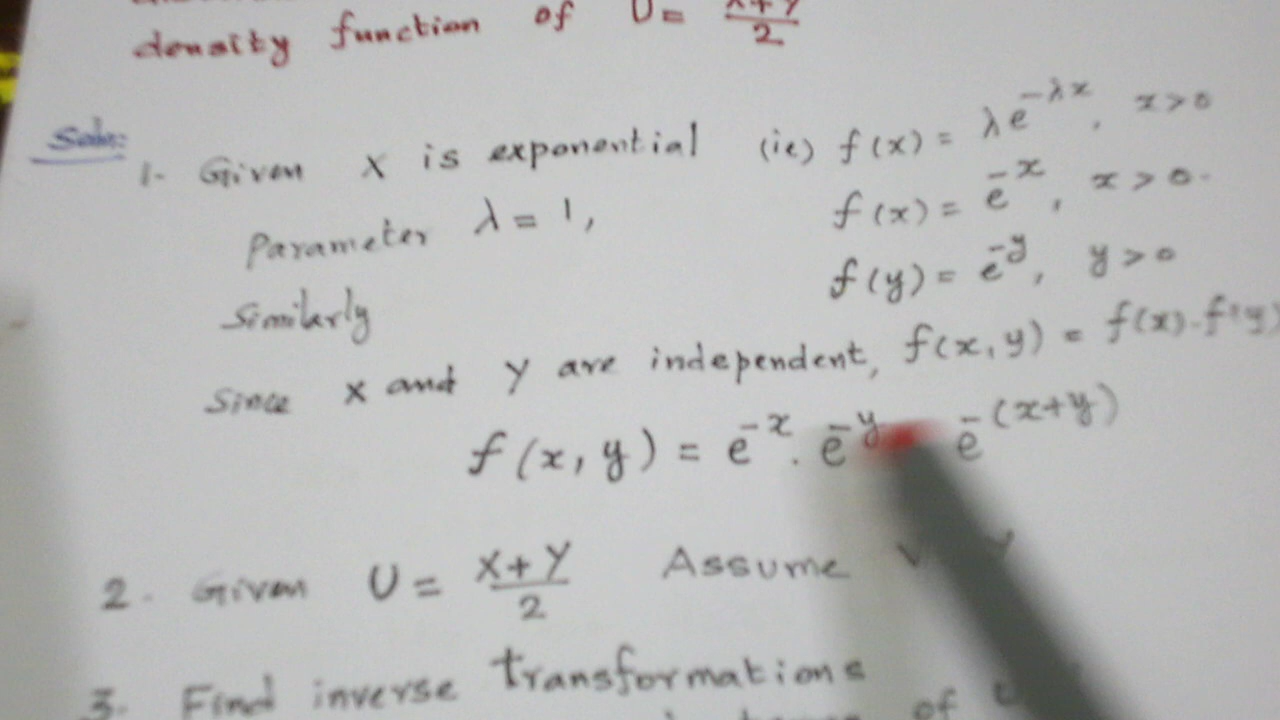 density function of U = X+Y/2
Soln:
1. Given X is exponential (ie) f(x) = λe^-λx, x>0
Parameter λ = 1, f(x) = e^-x, x>0.
Similarly f(y) = e^-y, y>0
Since X and Y are independent, f(x,y) = f(x).f(y)
f(x,y) = e^-x . e^-y e^-(x+y)
2. Given U = X+Y/2 Assume
3. Find inverse transformations
of